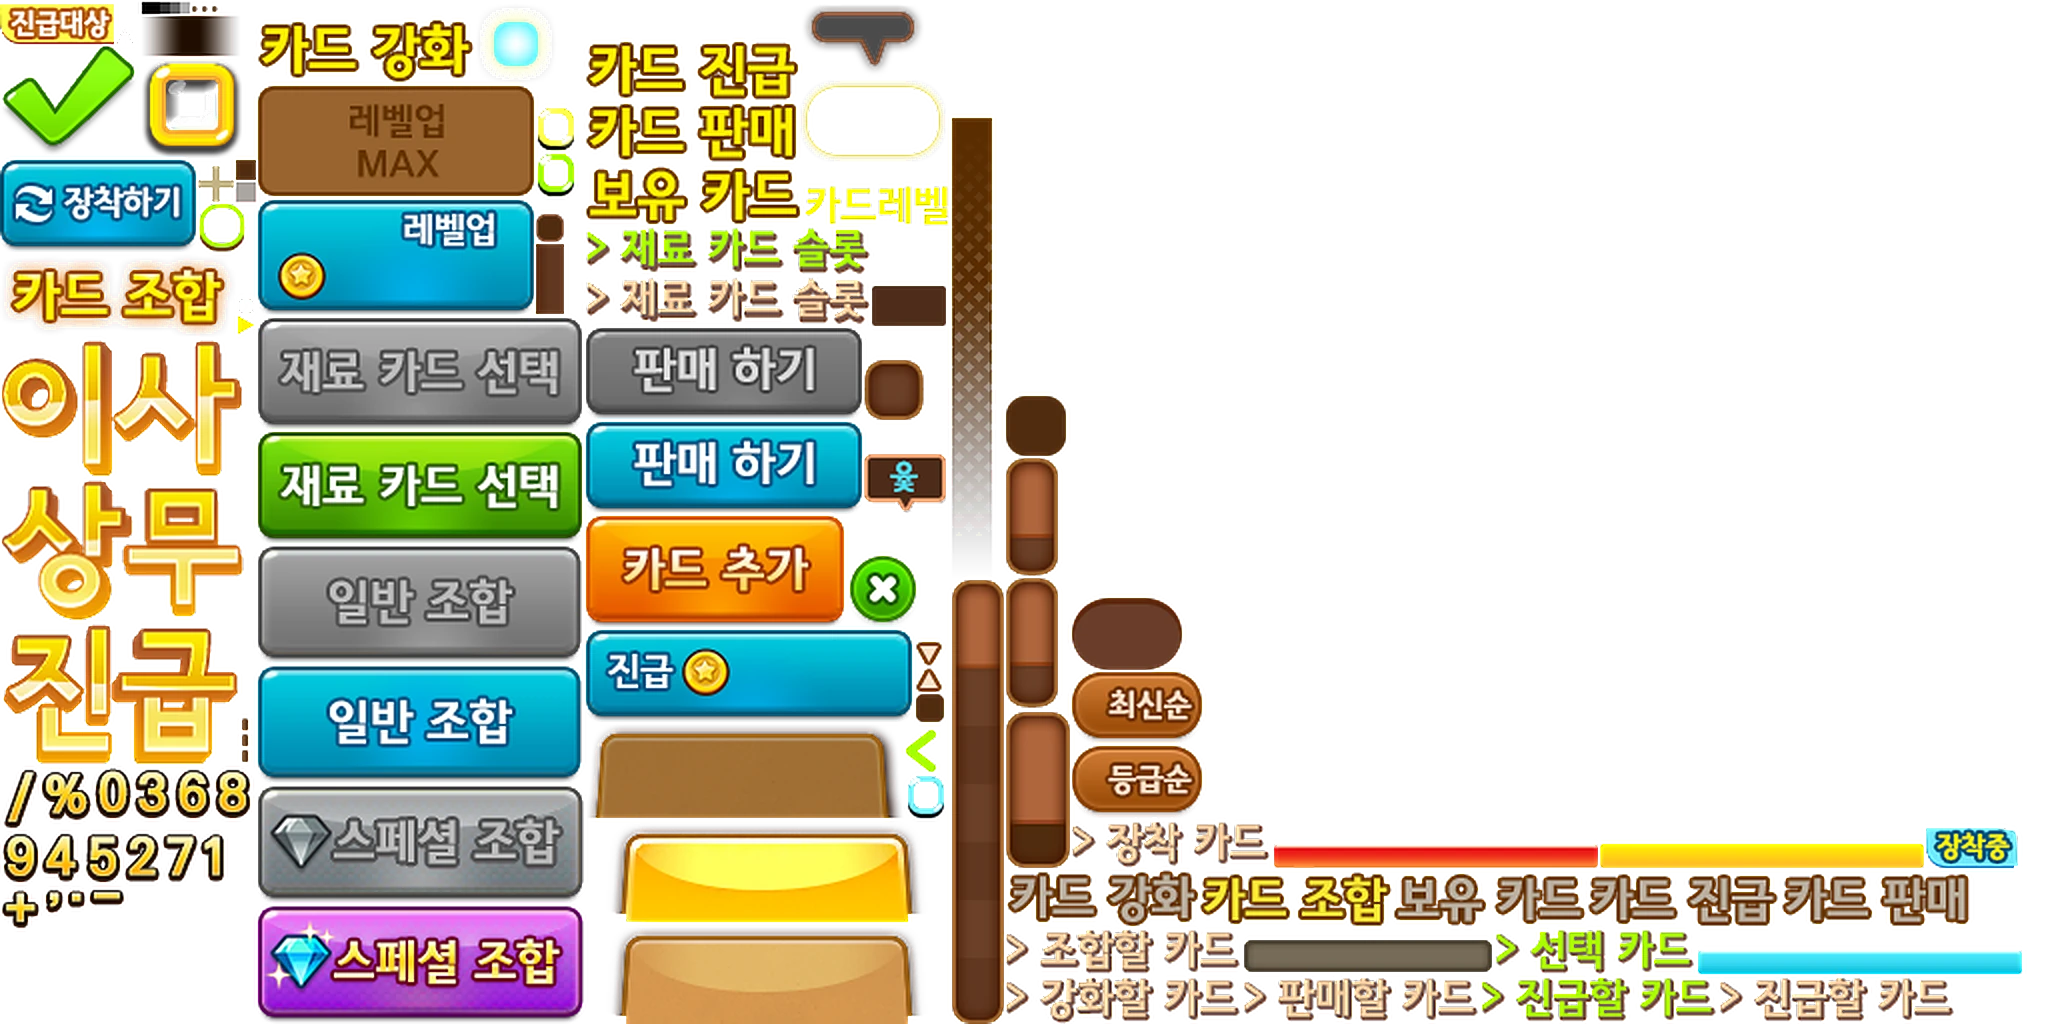 진급대상
장착하기
카드 조합
이사
상무
진급
/%0368
945271
+,·-
카드 강화
레벨업
MAX
레벨업
재료 카드 선택
재료 카드 선택
일반 조합
일반 조합
스페셜 조합
스페셜 조합
카드 진급
카드 판매
보유 카드
카드레벨
> 재료 카드 슬롯
> 재료 카드 슬롯
판매 하기
판매 하기
윷
카드 추가
진급
최신순
등급순
> 장착 카드
장착중
카드 강화 카드 조합 보유 카드 카드 진급 카드 판매
> 조합할 카드 > 선택 카드
> 강화할 카드 > 판매할 카드 > 진급할 카드 > 진급할 카드